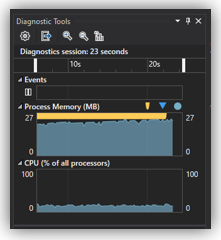 Diagnostic Tools
Diagnostics session: 23 seconds
10s 20s
Events
Process Memory (MB)
27 27
0 0
CPU (% of all processors)
100 100
0 0